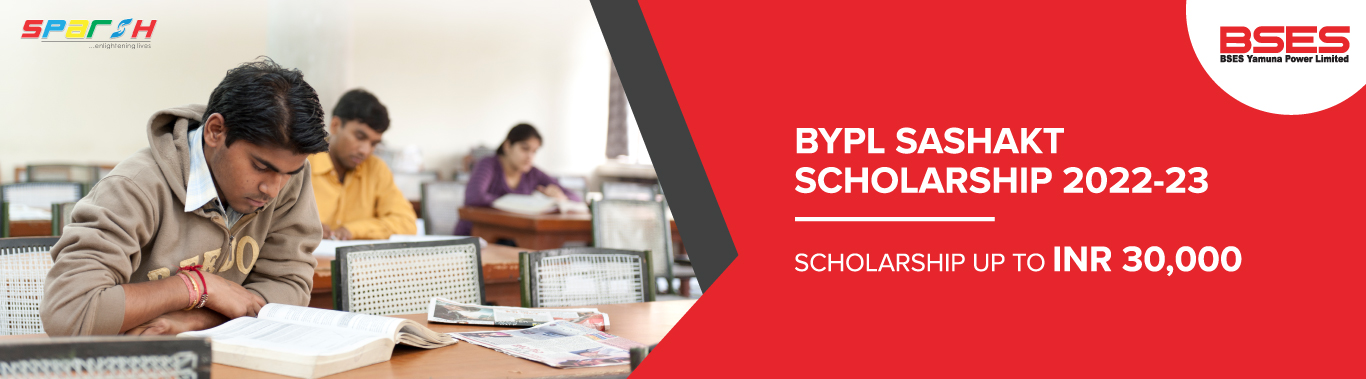 SPARSH
...enlightening lives
BSES
BSES Yamuna Power Limited
BYPL SASHAKT
SCHOLARSHIP 2022-23
SCHOLARSHIP UP TO INR 30,000